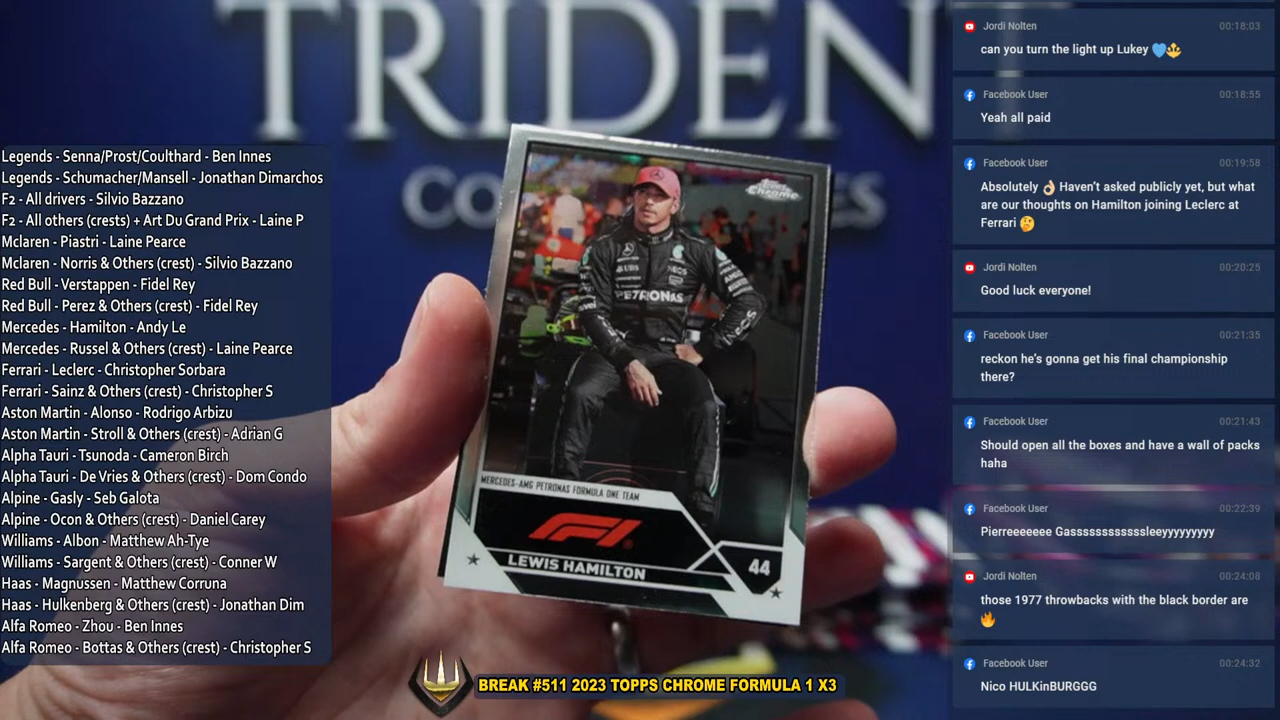 TRIDEN
CO
ES
Legends - Senna/Prost/Coulthard - Ben Innes
Legends - Schumacher/Mansell - Jonathan Dimarchos
F2 - All drivers - Silvio Bazzano
F2 - All others (crests) + Art Du Grand Prix - Laine P
Mclaren - Piastri - Laine Pearce
Mclaren - Norris & Others (crest) - Silvio Bazzano
Red Bull - Verstappen - Fidel Rey
Red Bull - Perez & Others (crest) - Fidel Rey
Mercedes - Hamilton - Andy Le
Mercedes - Russel & Others (crest) - Laine Pearce
Ferrari - Leclerc - Christopher Sorbara
Ferrari - Sainz & Others (crest) - Christopher S
Aston Martin - Alonso - Rodrigo Arbizu
Aston Martin - Stroll & Others (crest) - Adrian G
Alpha Tauri - Tsunoda - Cameron Birch
Alpha Tauri - De Vries & Others (crest) - Dom Condo
Alpine - Gasly - Seb Galota
Alpine - Ocon & Others (crest) - Daniel Carey
Williams - Albon - Matthew Ah-Tye
Williams - Sargent & Others (crest) - Conner W
Haas - Magnussen - Matthew Corruna
Haas - Hulkenberg & Others (crest) - Jonathan Dim
Alfa Romeo - Zhou - Ben Innes
Alfa Romeo - Bottas & Others (crest) - Christopher S
Topps Chrome
UBS
INEOS
PETRONAS
INEOS
MERCEDES-AMG PETRONAS FORMULA ONE TEAM
F1
LEWIS HAMILTON
44
BREAK #511 2023 TOPPS CHROME FORMULA 1 X3
Jordi Nolten 00:18:03
can you turn the light up Lukey 🩵🔱
Facebook User 00:18:55
Yeah all paid
Facebook User 00:19:58
Absolutely 👌 Haven't asked publicly yet, but what
are our thoughts on Hamilton joining Leclerc at
Ferrari 🤔
Jordi Nolten 00:20:25
Good luck everyone!
Facebook User 00:21:35
reckon he's gonna get his final championship
there?
Facebook User 00:21:43
Should open all the boxes and have a wall of packs
haha
Facebook User 00:22:39
Pierreeeeeee Gassssssssssssleeyyyyyyyyy
Jordi Nolten 00:24:08
those 1977 throwbacks with the black border are
🔥
Facebook User 00:24:32
Nico HULKinBURGGG